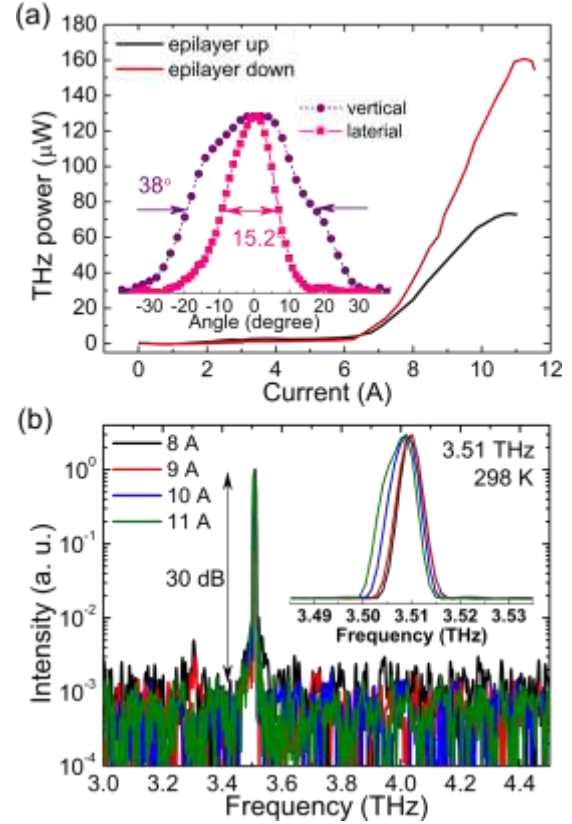 (a)
180
160
140
120
100
80
60
40
20
0
THz power (μW)
epilayer up
epilayer down
vertical
laterial
38°
15.2
-30 -20 -10 0 10 20 30
Angle (degree)
0 2 4 6 8 10 12
Current (A)
(b)
8 A
9 A
10 A
11 A
30 dB
3.51 THz
298 K
3.49 3.50 3.51 3.52 3.53
Frequency (THz)
10⁰
10⁻¹
10⁻²
10⁻³
10⁻⁴
Intensity (a. u.)
3.0 3.2 3.4 3.6 3.8 4.0 4.2 4.4
Frequency (THz)